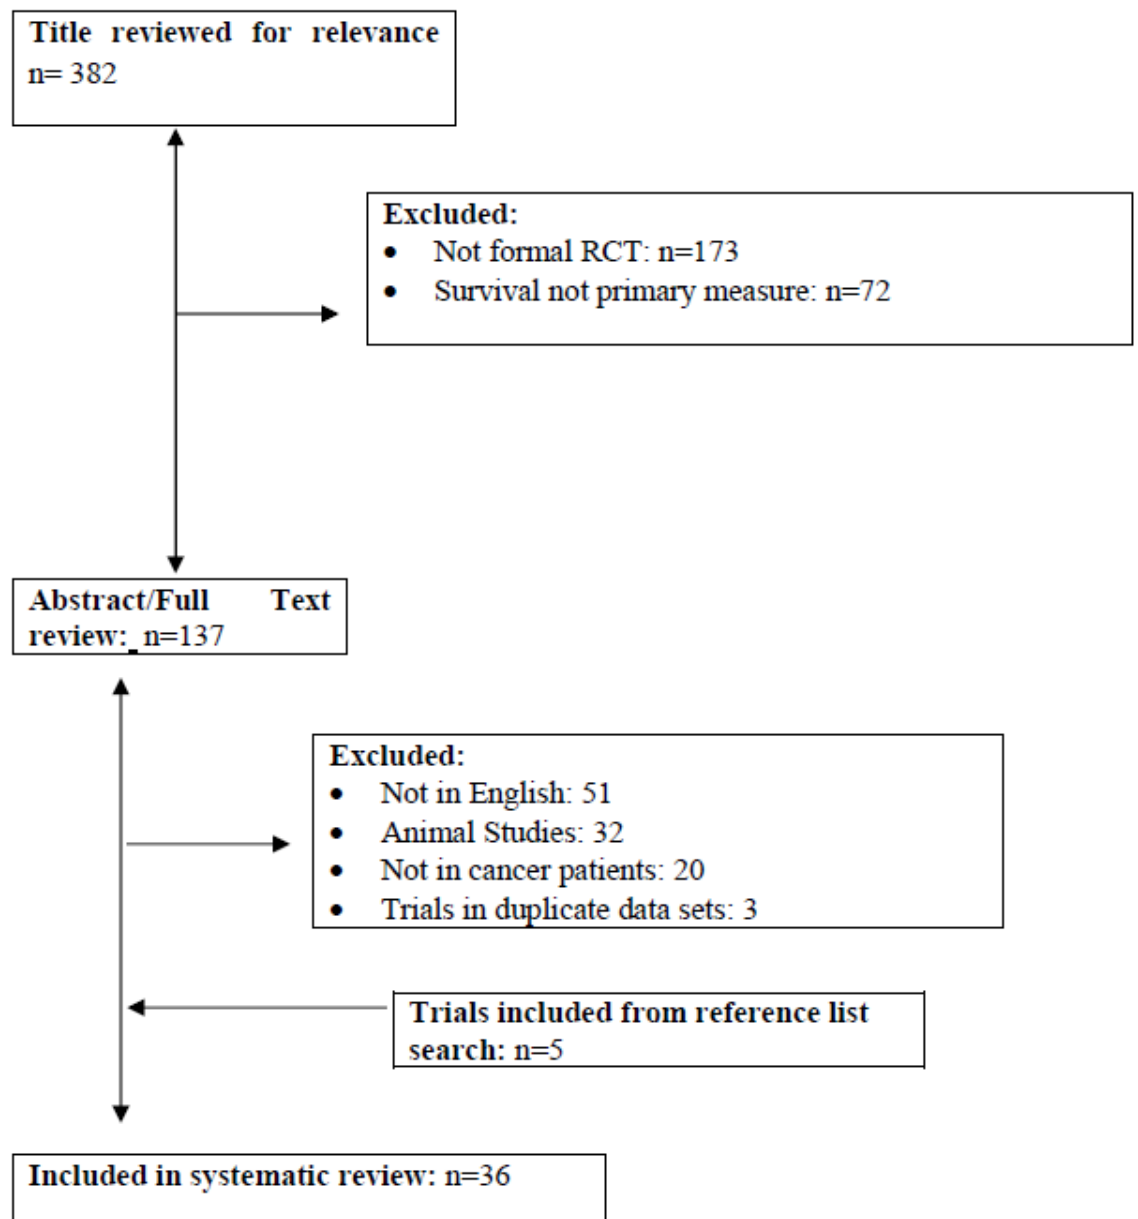 Title reviewed for relevance
n= 382
Excluded:
• Not formal RCT: n=173
• Survival not primary measure: n=72
Abstract/Full Text
review: n=137
Excluded:
• Not in English: 51
• Animal Studies: 32
• Not in cancer patients: 20
• Trials in duplicate data sets: 3
Trials included from reference list
search: n=5
Included in systematic review: n=36